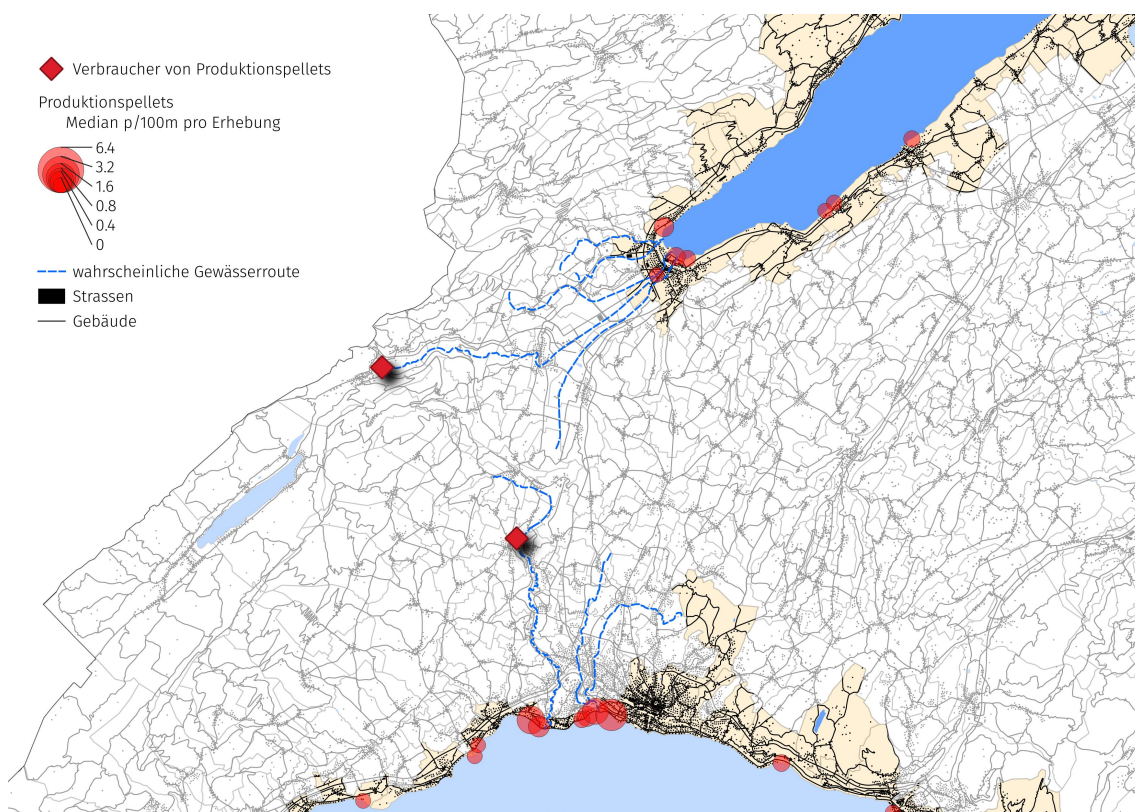 Verbraucher von Produktionspellets
Produktionspellets
Median p/100m pro Erhebung
6.4
3.2
1.6
0.8
0.4
0
wahrscheinliche Gewässerroute
Strassen
Gebäude